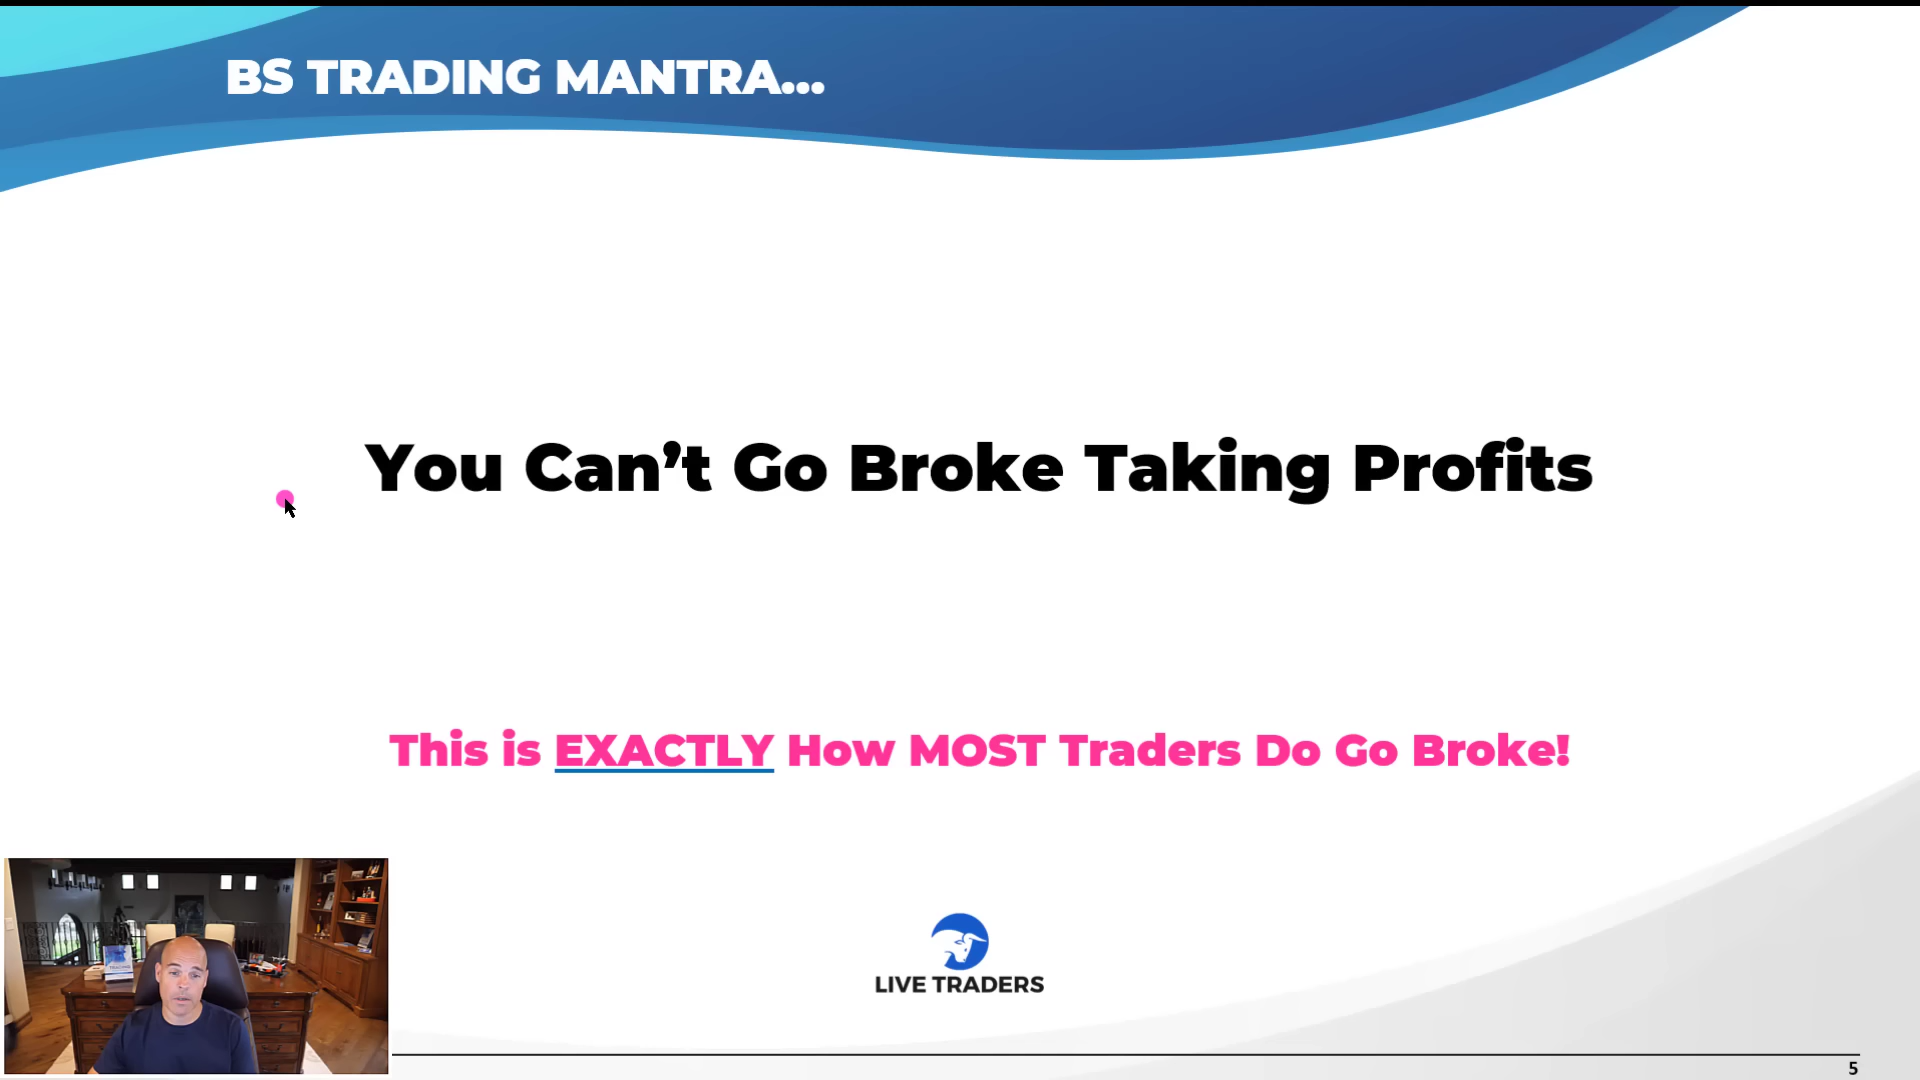 BS TRADING MANTRA...
You Can’t Go Broke Taking Profits
This is EXACTLY How MOST Traders Do Go Broke!
LIVE TRADERS
5